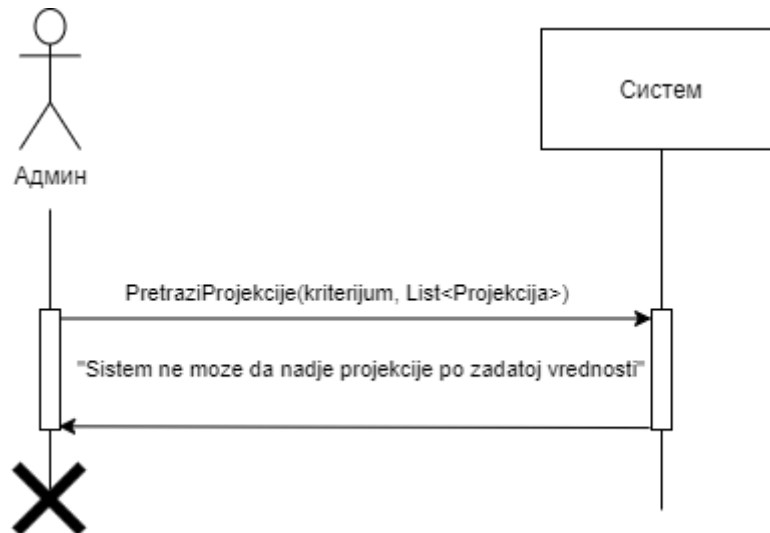 Систем
Админ
PretraziProjekcije(kriterijum, List<Projekcija>)
"Sistem ne moze da nadje projekcije po zadatoj vrednosti"